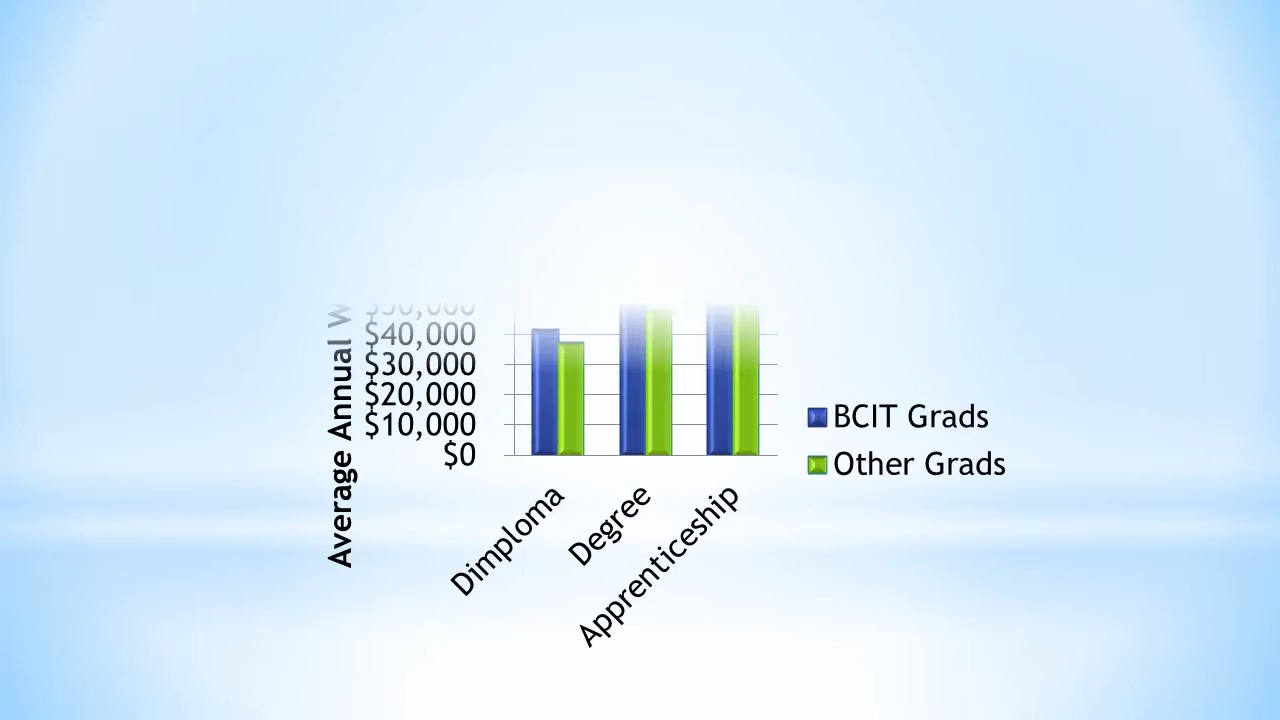 Average Annual W
$40,000
$30,000
$20,000
$10,000
$0
Dimploma
Degree
Apprenticeship
BCIT Grads
Other Grads